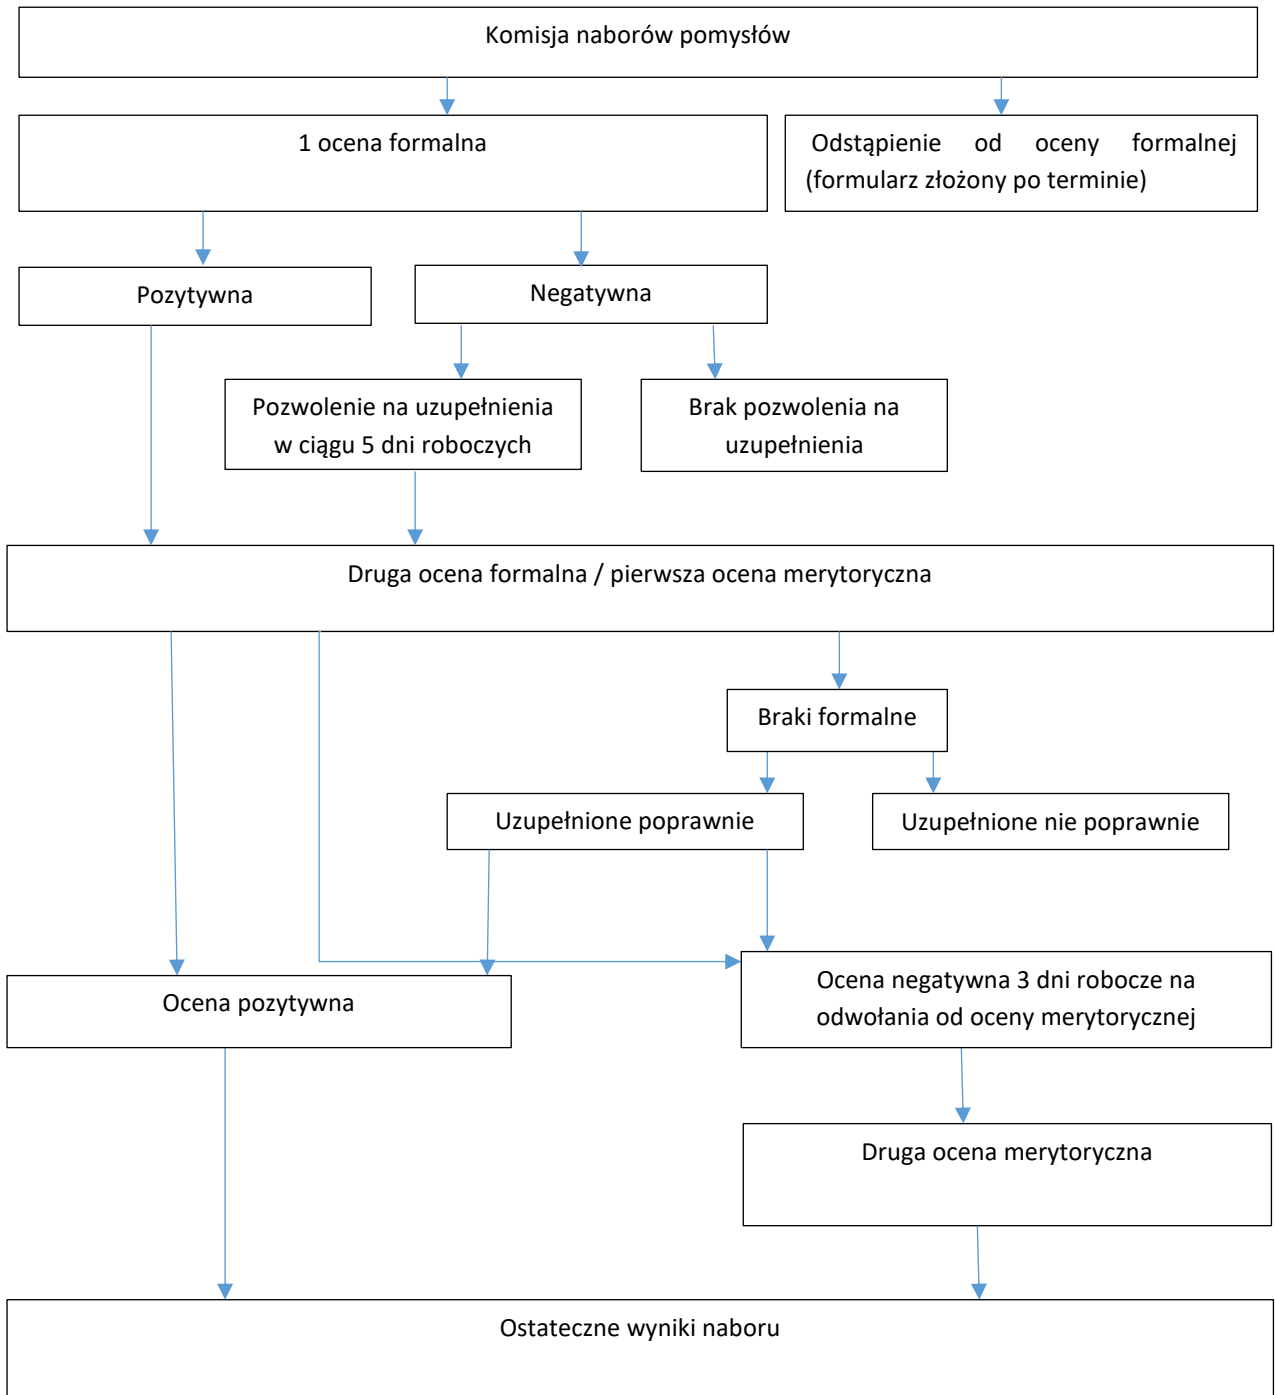 Komisja naborów pomysłów
1 ocena formalna
Odstąpienie od oceny formalnej
(formularz złożony po terminie)
Pozytywna
Negatywna
Pozwolenie na uzupełnienia
w ciągu 5 dni roboczych
Brak pozwolenia na
uzupełnienia
Druga ocena formalna / pierwsza ocena merytoryczna
Braki formalne
Uzupełnione poprawnie
Uzupełnione nie poprawnie
Ocena pozytywna
Ocena negatywna 3 dni robocze na
odwołania od oceny merytorycznej
Druga ocena merytoryczna
Ostateczne wyniki naboru